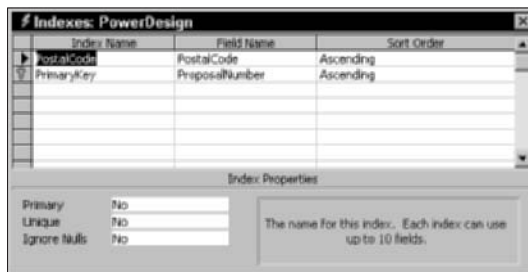 Indexes: PowerDesign
Index Name Field Name Sort Order
PostalCode PostalCode Ascending
PrimaryKey ProposalNumber Ascending
Index Properties
Primary No
Unique No
Ignore Nulls No
The name for this index. Each index can use
up to 10 fields.